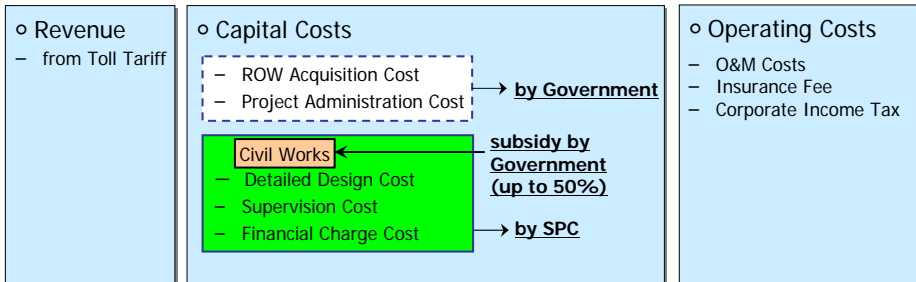 ○ Revenue
– from Toll Tariff
○ Capital Costs
– ROW Acquisition Cost
– Project Administration Cost
by Government
Civil Works
subsidy by
Government
(up to 50%)
– Detailed Design Cost
– Supervision Cost
– Financial Charge Cost
by SPC
○ Operating Costs
– O&M Costs
– Insurance Fee
– Corporate Income Tax